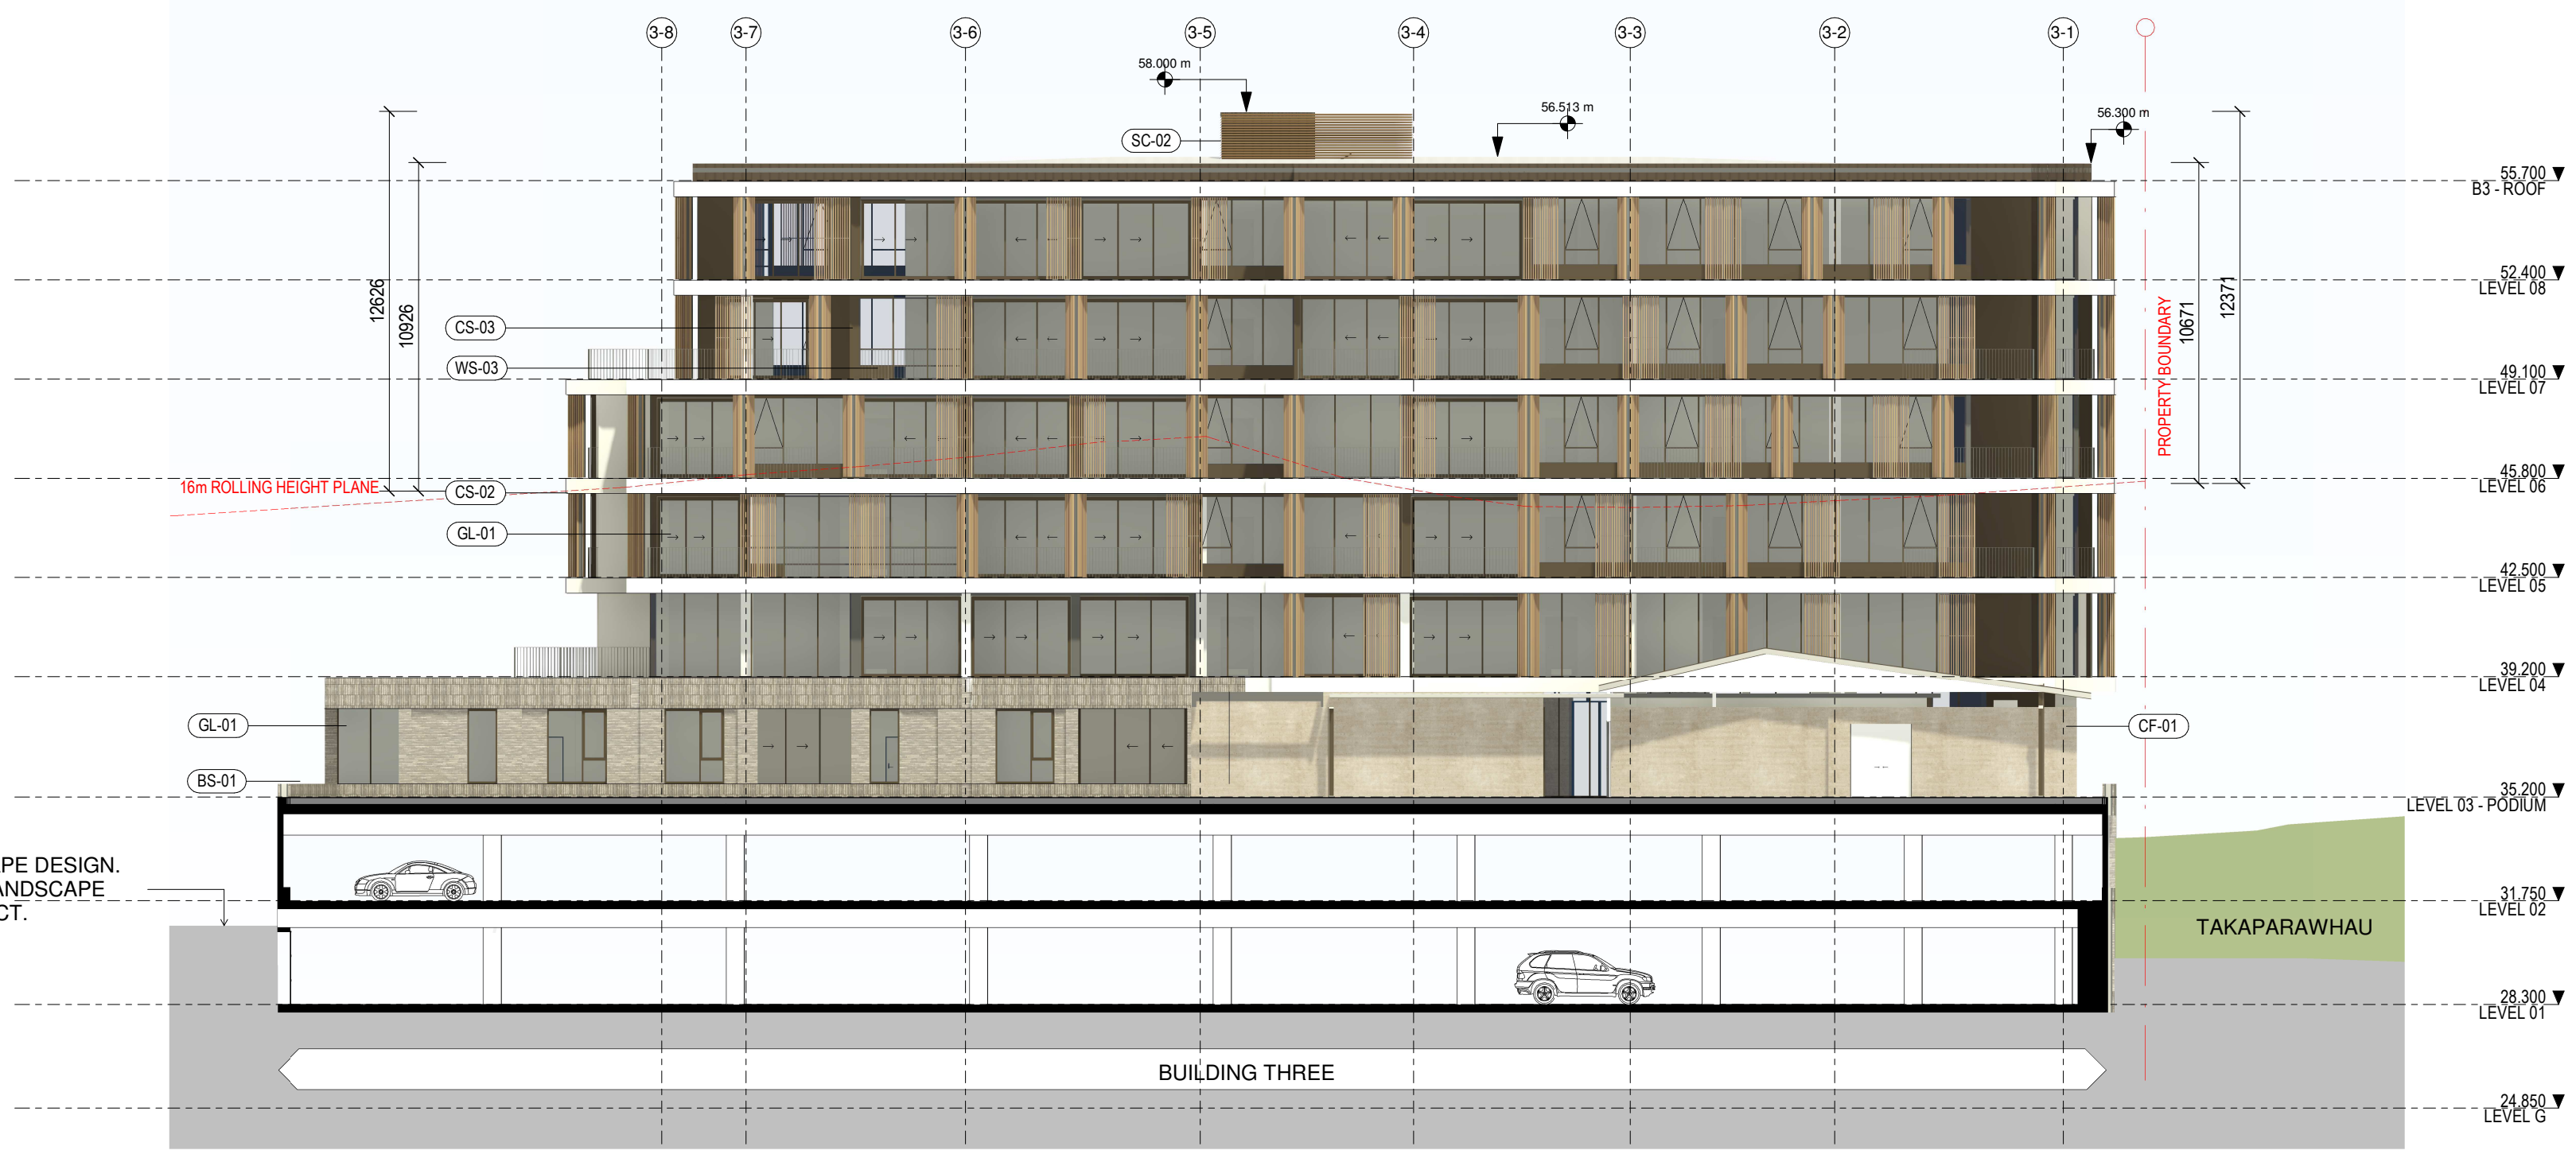 3-8
3-7
3-6
3-5
3-4
3-3
3-2
3-1
58.000 m
56.513 m
56.300 m
SC-02
55.700
B3 - ROOF
52.400
LEVEL 08
12626
10926
PROPERTY BOUNDARY
10671
12371
CS-03
WS-03
49.100
LEVEL 07
16m ROLLING HEIGHT PLANE
CS-02
45.800
LEVEL 06
GL-01
42.500
LEVEL 05
39.200
LEVEL 04
GL-01
CF-01
BS-01
35.200
LEVEL 03 - PODIUM
PE DESIGN.
ANDSCAPE
CT.
31.750
LEVEL 02
TAKAPARAWHAU
28.300
LEVEL 01
BUILDING THREE
24.850
LEVEL G